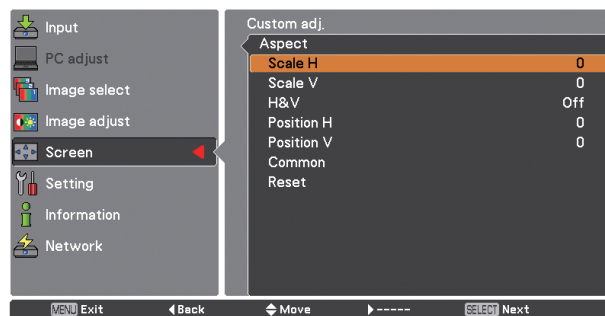 Input
PC adjust
Image select
Image adjust
Screen
Setting
Information
Network
Custom adj.
Aspect
Scale H 0
Scale V 0
H&V Off
Position H 0
Position V 0
Common
Reset
MENU Exit Back Move ----- SELECT Next